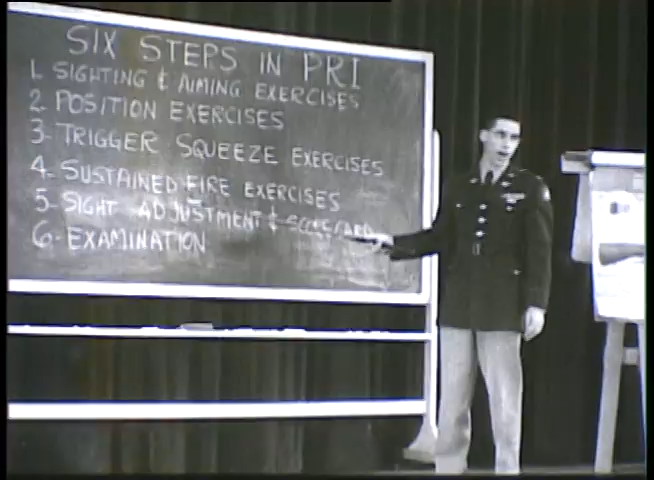 SIX STEPS IN PRI
1. SIGHTING & AIMING EXERCISES
2. POSITION EXERCISES
3- TRIGGER SQUEEZE EXERCISES
4- SUSTAINED FIRE EXERCISES
5- SIGHT ADJUSTMENT & SCORECARD
6- EXAMINATION